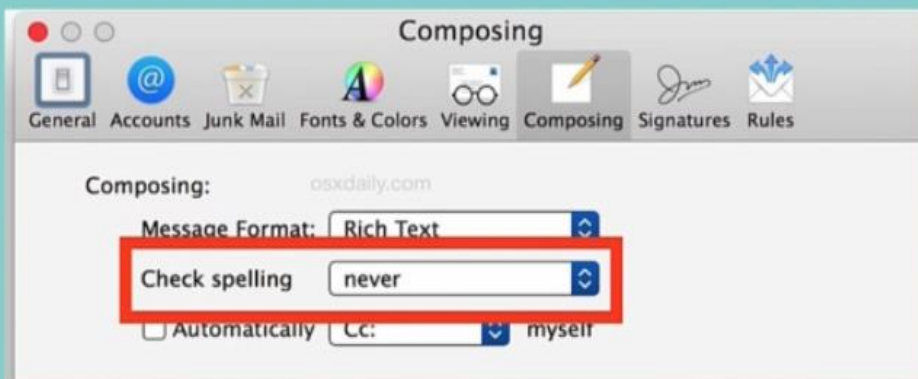 Composing
General Accounts Junk Mail Fonts & Colors Viewing Composing Signatures Rules
Composing: osxdaily.com
Message Format: Rich Text
Check spelling never
Automatically Cc: myself